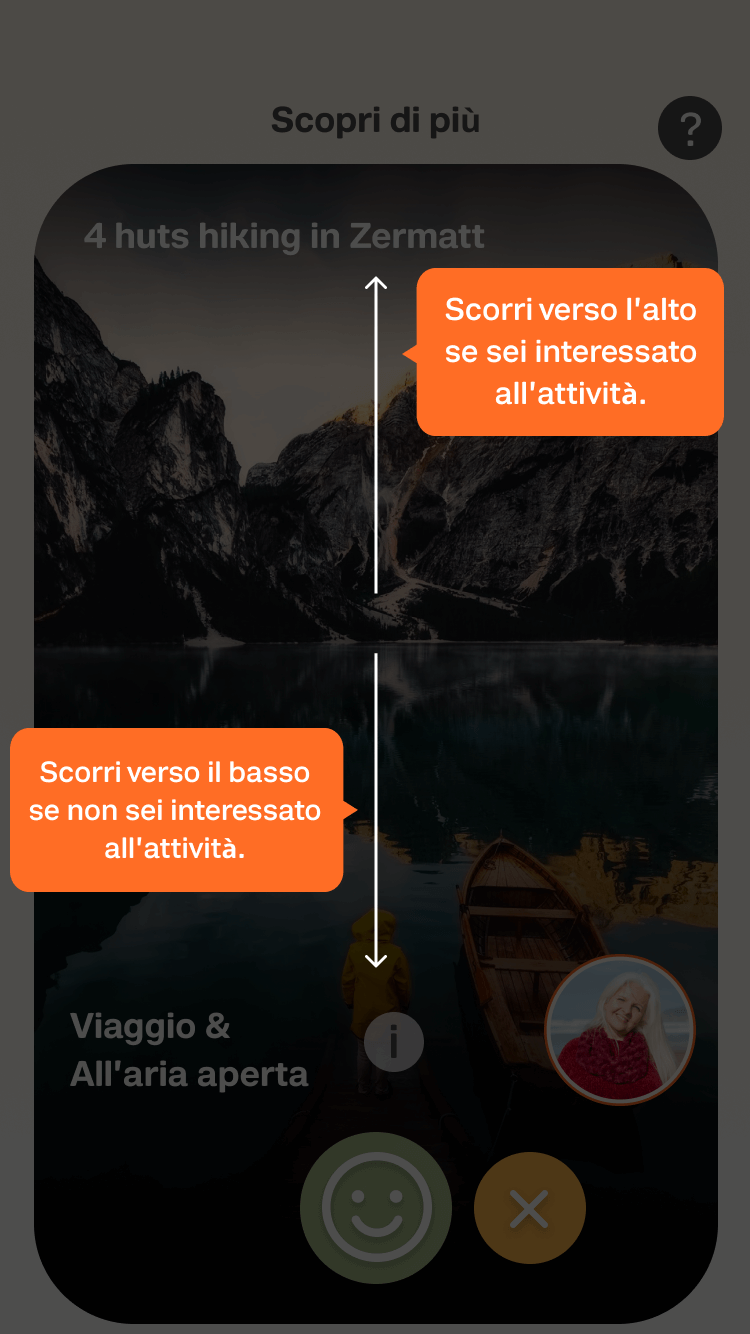 Scopri di più
?
4 huts hiking in Zermatt
Scorri verso l'alto
se sei interessato
all'attività.
Scorri verso il basso
se non sei interessato
all'attività.
Viaggio &
All'aria aperta
i